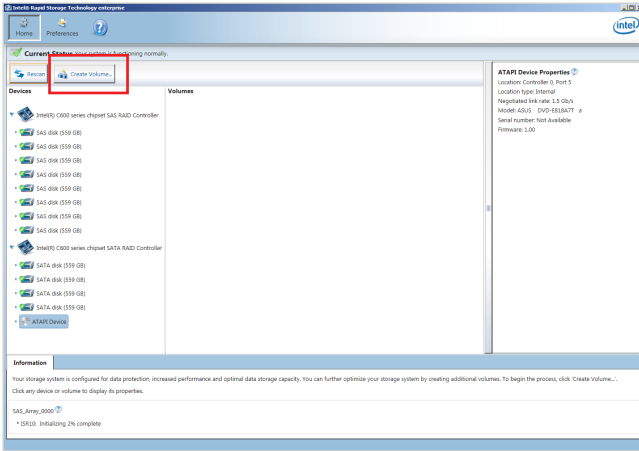 Intel® Rapid Storage Technology enterprise
Home
Preferences
intel
Current Status Your system is functioning normally.
Rescan
Create Volume...
Devices
Volumes
Intel(R) C600 series chipset SAS RAID Controller
SAS disk (559 GB)
SAS disk (559 GB)
SAS disk (559 GB)
SAS disk (559 GB)
SAS disk (559 GB)
SAS disk (559 GB)
SAS disk (559 GB)
SAS disk (559 GB)
Intel(R) C600 series chipset SATA RAID Controller
SATA disk (559 GB)
SATA disk (559 GB)
SATA disk (559 GB)
SATA disk (559 GB)
ATAPI Device
ATAPI Device Properties
Location: Controller 0, Port 5
Location type: Internal
Negotiated link rate: 1.5 Gb/s
Model: ASUS DVD-E818A7T a
Serial number: Not Available
Firmware: 1.00
Information
Your storage system is configured for data protection, increased performance and optimal data storage capacity. You can further optimize your storage system by creating additional volumes. To begin the process, click 'Create Volume...'.
Click any device or volume to display its properties.
SAS_Array_0000
• ISR10: Initializing 2% complete